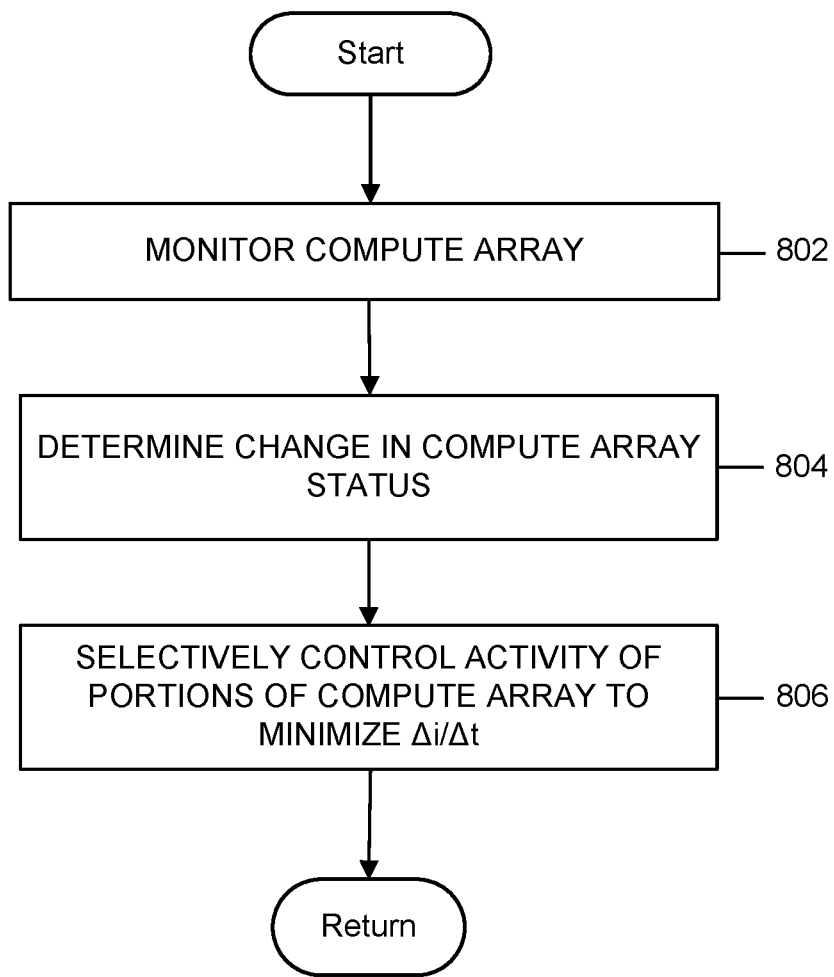 Start
MONITOR COMPUTE ARRAY
802
DETERMINE CHANGE IN COMPUTE ARRAY
STATUS
804
SELECTIVELY CONTROL ACTIVITY OF
PORTIONS OF COMPUTE ARRAY TO
MINIMIZE Δi/Δt
806
Return